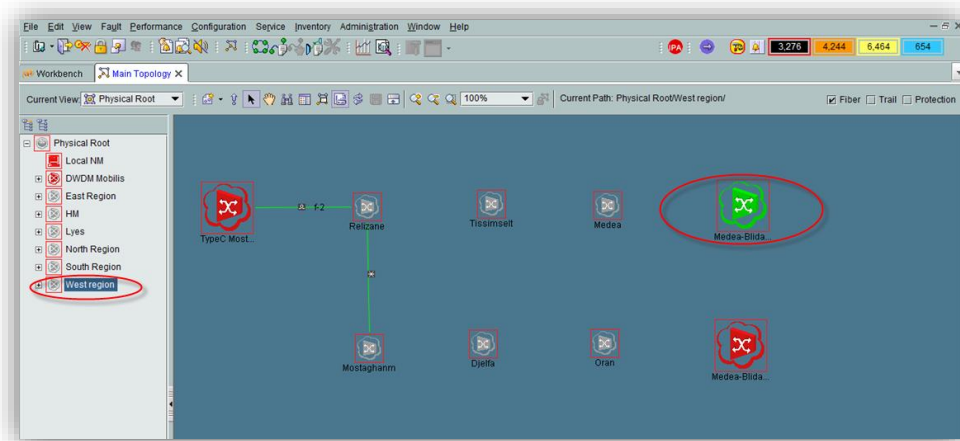 File Edit View Fault Performance Configuration Service Inventory Administration Window Help
PA 3,276 4,244 6,464 654
Workbench Main Topology
Current View: Physical Root 100% Current Path: Physical Root/West region/ Fiber Trail Protection
Physical Root
Local NM
DWDM Mobilis
East Region
HM
Lyes
North Region
South Region
West region
TypeC Most...
f-2
Relizane
Tissimselt
Medea
Medea-Blida...
Mostaghanm
Djelfa
Oran
Medea-Blida...